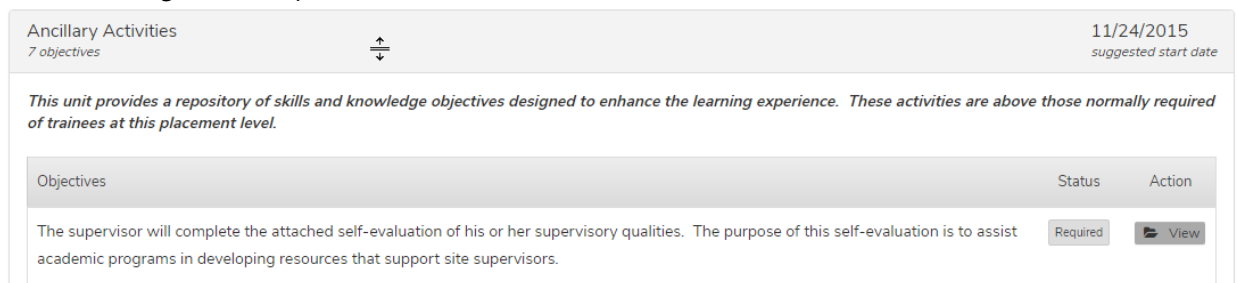 Ancillary Activities
11/24/2015
7 objectives
suggested start date
This unit provides a repository of skills and knowledge objectives designed to enhance the learning experience.  These activities are above those normally required
of trainees at this placement level.
Objectives Status Action
The supervisor will complete the attached self-evaluation of his or her supervisory qualities.  The purpose of this self-evaluation is to assist Required View
academic programs in developing resources that support site supervisors.